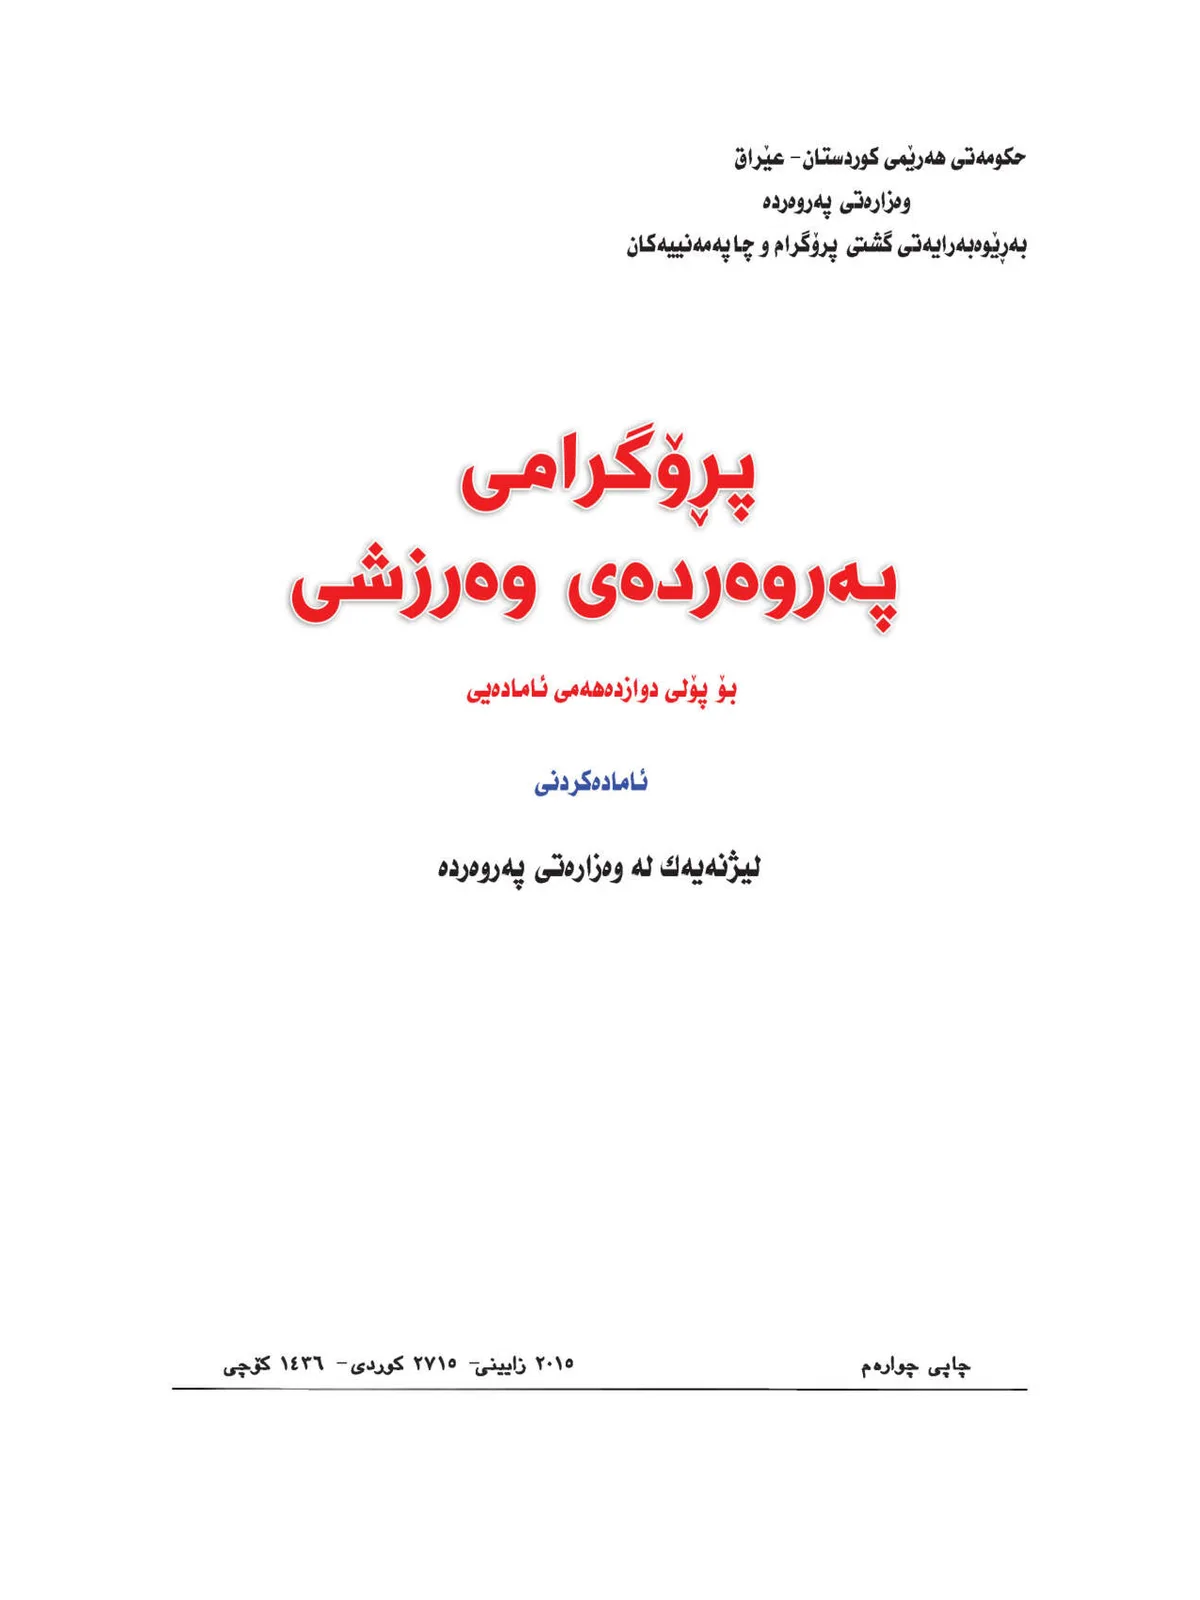 حکومەتی هەرێمی کوردستان- عێراق
وەزارەتی پەروەردە
بەڕێوەبەرایەتی گشتی پرۆگرام و چاپەمەنییەکان
پڕۆگرامی
پەروەردەی وەرزشی
بۆ پۆلی دوازدەهەمی ئامادەیی
ئامادەکردنی
لیژنەیەك لە وەزارەتی پەروەردە
چاپی چوارەم ٢٠١٥ زایینی- ٢٧١٥ کوردی- ١٤٣٦ کۆچی